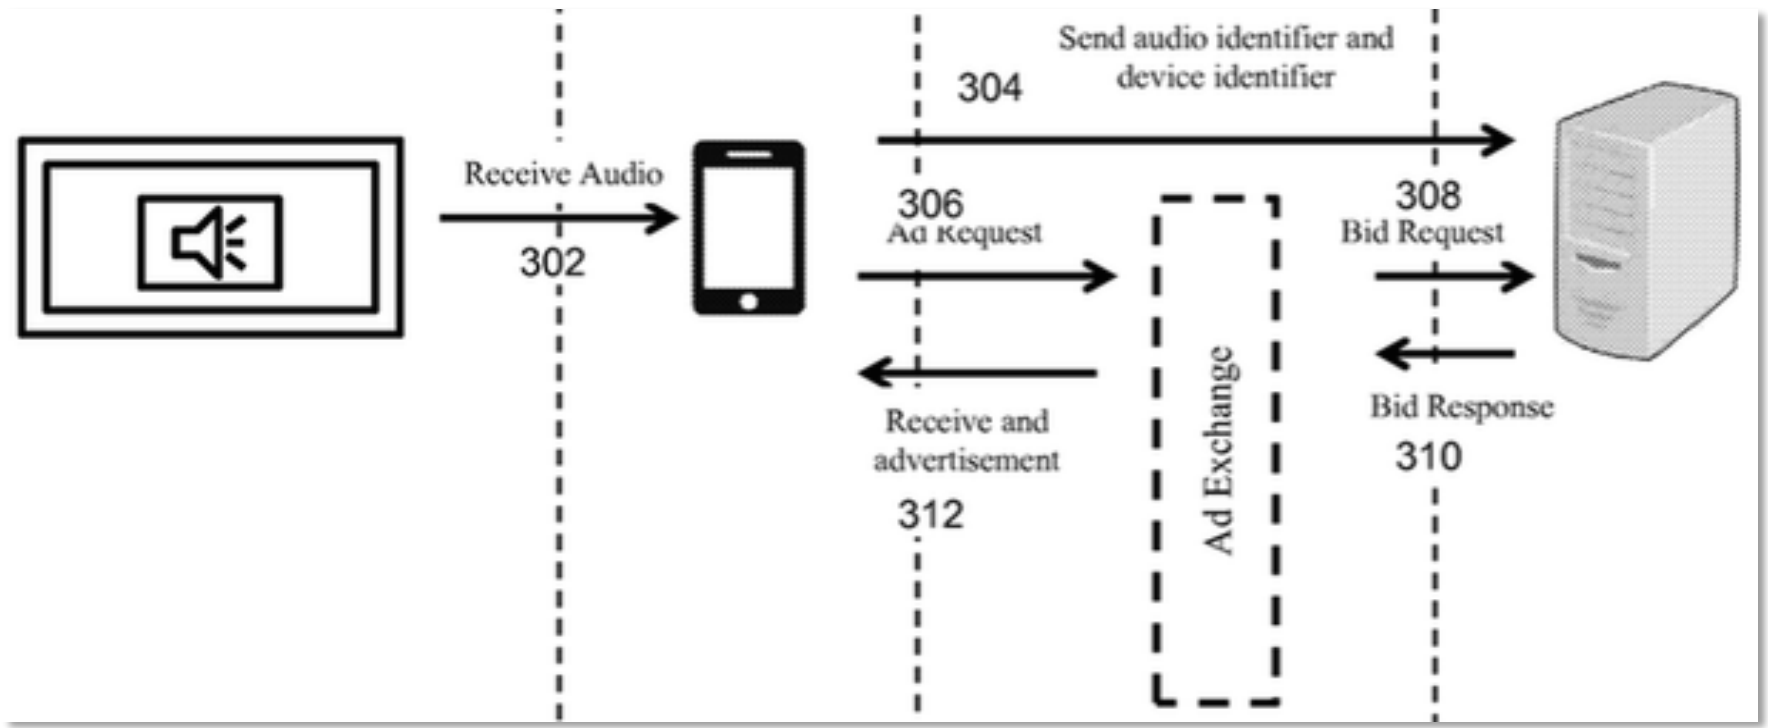 Send audio identifier and
device identifier
304
Receive Audio
302
306
Ad Request
308
Bid Request
Receive and
advertisement
312
Ad Exchange
Bid Response
310